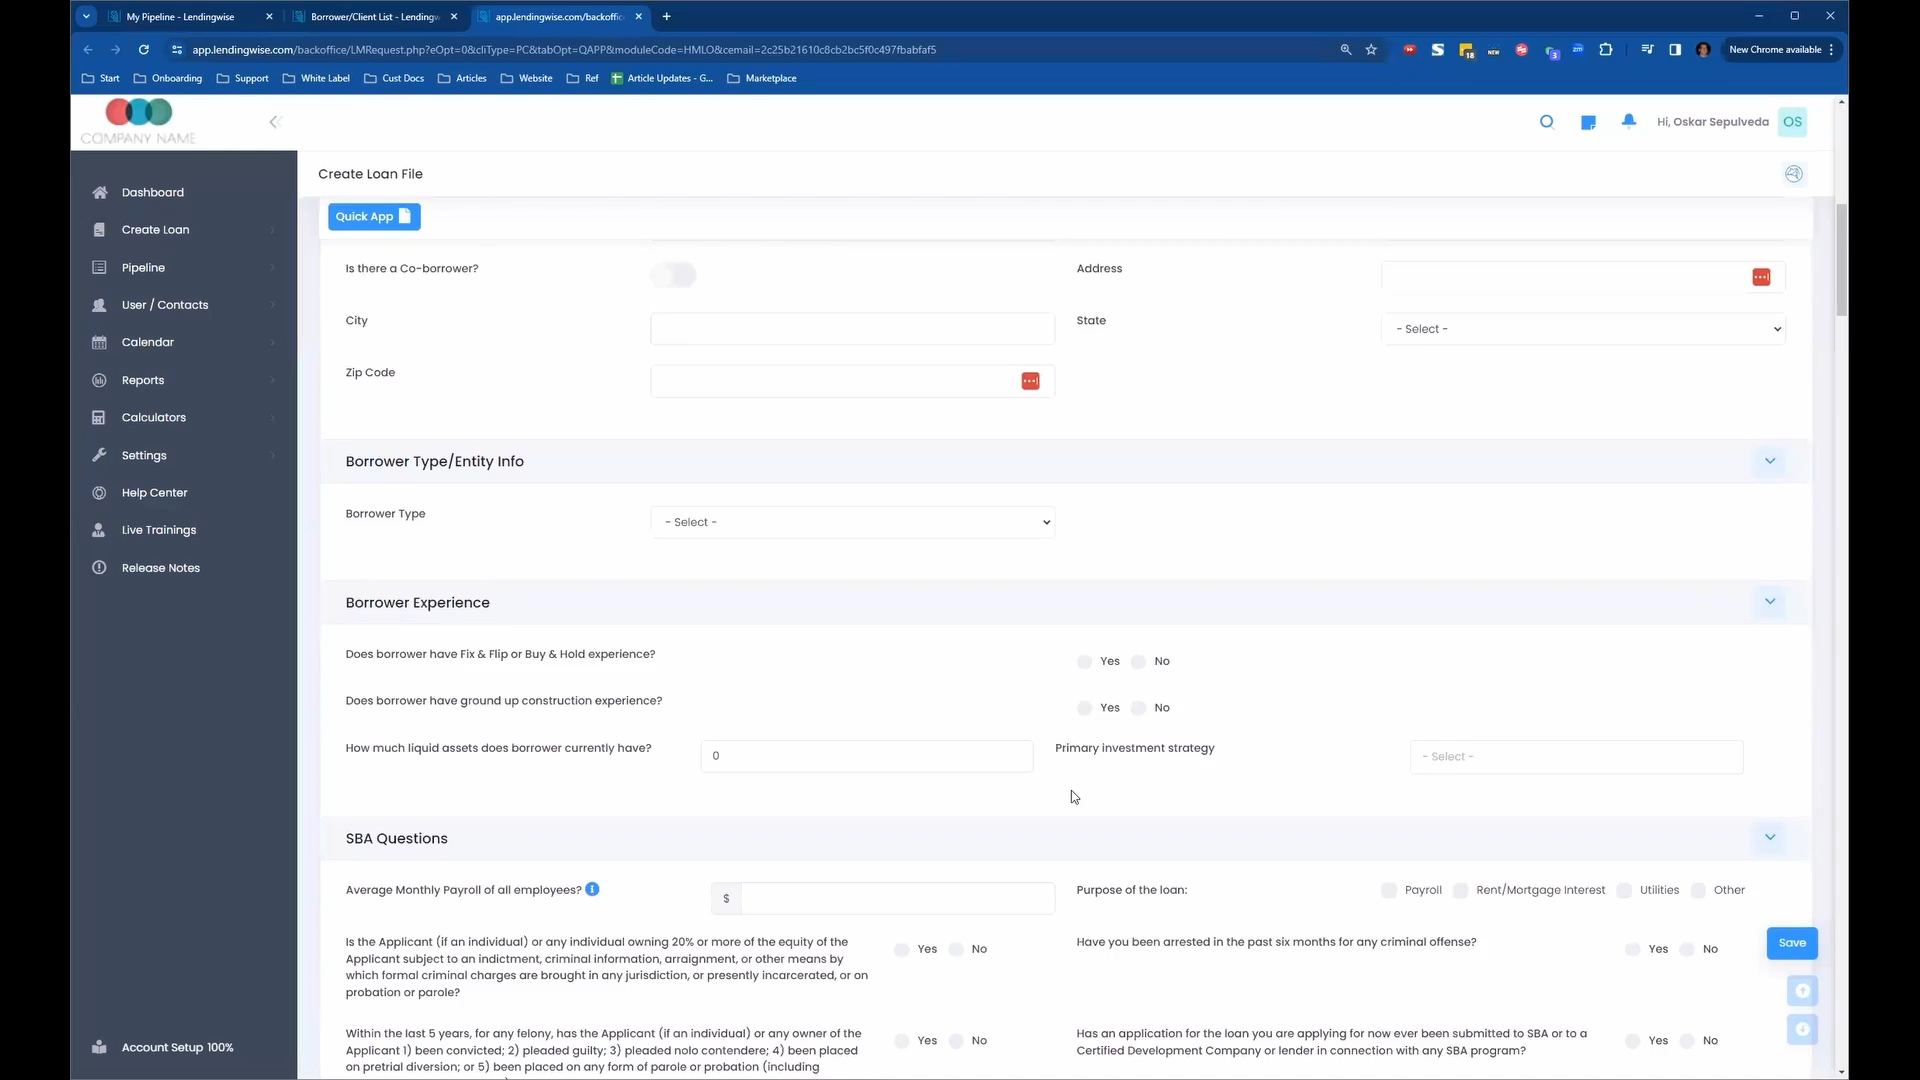 My Pipeline - Lendingwise
Borrower/Client List - Lendingw
app.lendingwise.com/backoffic
app.lendingwise.com/backoffice/LMRequest.php?eOpt=0&cliType=PC&tabOpt=QAPP&moduleCode=HMLO&cemail=2c25b21610c8cb2bc5f0c497fbabfaf5
18
NEW
3
zm
New Chrome available
Start
Onboarding
Support
White Label
Cust Docs
Articles
Website
Ref
Article Updates - G...
Marketplace
COMPANY NAME
Hi, Oskar Sepulveda
OS
Dashboard
Create Loan
Pipeline
User / Contacts
Calendar
Reports
Calculators
Settings
Help Center
Live Trainings
Release Notes
Account Setup 100%
Create Loan File
Quick App
Is there a Co-borrower?
Address
City
State
- Select -
Zip Code
Borrower Type/Entity Info
Borrower Type
- Select -
Borrower Experience
Does borrower have Fix & Flip or Buy & Hold experience?
Yes No
Does borrower have ground up construction experience?
Yes No
How much liquid assets does borrower currently have?
0
Primary investment strategy
- Select -
SBA Questions
Average Monthly Payroll of all employees?
$
Purpose of the loan:
Payroll Rent/Mortgage Interest Utilities Other
Is the Applicant (if an individual) or any individual owning 20% or more of the equity of the
Applicant subject to an indictment, criminal information, arraignment, or other means by
which formal criminal charges are brought in any jurisdiction, or presently incarcerated, or on
probation or parole?
Yes No
Have you been arrested in the past six months for any criminal offense?
Yes No
Save
Within the last 5 years, for any felony, has the Applicant (if an individual) or any owner of the
Applicant 1) been convicted; 2) pleaded guilty; 3) pleaded nolo contendere; 4) been placed
on pretrial diversion; or 5) been placed on any form of parole or probation (including
Yes No
Has an application for the loan you are applying for now ever been submitted to SBA or to a
Certified Development Company or lender in connection with any SBA program?
Yes No